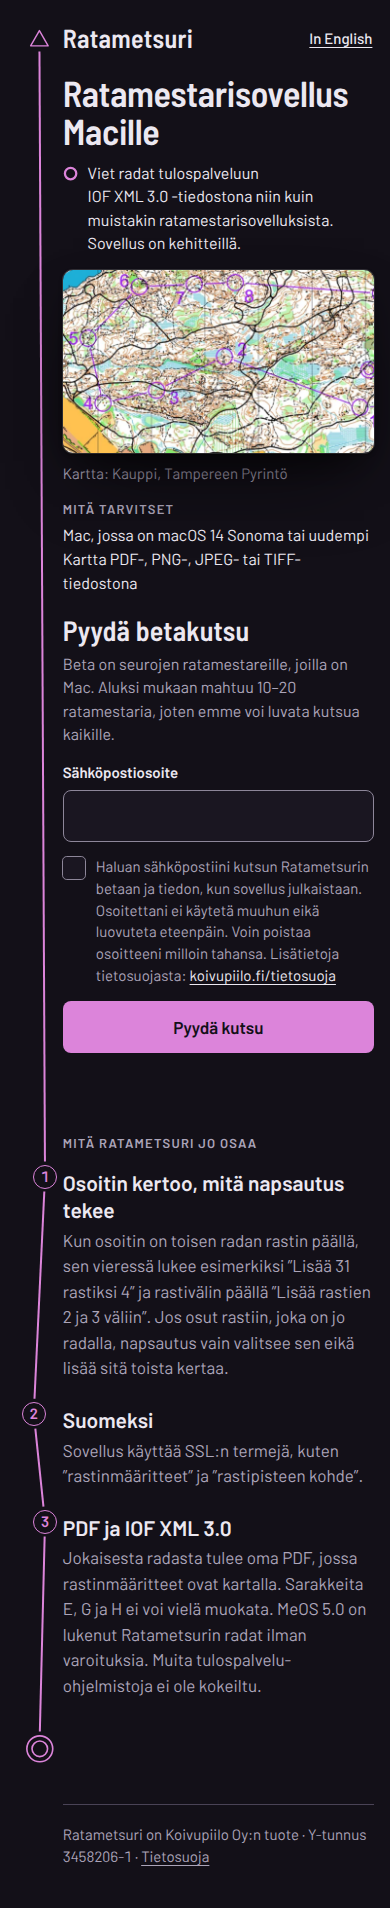 Ratametsuri
In English
Ratamestarisovellus
Macille
Viet radat tulospalveluun
IOF XML 3.0 -tiedostona niin kuin
muistakin ratamestarisovelluksista.
Sovellus on kehitteillä.
6
7
8
5
2
4
3
Kartta: Kauppi, Tampereen Pyrintö
MITÄ TARVITSET
Mac, jossa on macOS 14 Sonoma tai uudempi
Kartta PDF-, PNG-, JPEG- tai TIFF-
tiedostona
Pyydä betakutsu
Beta on seurojen ratamestareille, joilla on
Mac. Aluksi mukaan mahtuu 10–20
ratamestaria, joten emme voi luvata kutsua
kaikille.
Sähköpostiosoite
Haluan sähköpostiini kutsun Ratametsurin
betaan ja tiedon, kun sovellus julkaistaan.
Osoitettani ei käytetä muuhun eikä
luovuteta eteenpäin. Voin poistaa
osoitteeni milloin tahansa. Lisätietoja
tietosuojasta: koivupiilo.fi/tietosuoja
Pyydä kutsu
MITÄ RATAMETSURI JO OSAA
1
Osoitin kertoo, mitä napsautus
tekee
Kun osoitin on toisen radan rastin päällä,
sen vieressä lukee esimerkiksi ”Lisää 31
rastiksi 4” ja rastivälin päällä ”Lisää rastien
2 ja 3 väliin”. Jos osut rastiin, joka on jo
radalla, napsautus vain valitsee sen eikä
lisää sitä toista kertaa.
2
Suomeksi
Sovellus käyttää SSL:n termejä, kuten
”rastinmääritteet” ja ”rastipisteen kohde”.
3
PDF ja IOF XML 3.0
Jokaisesta radasta tulee oma PDF, jossa
rastinmääritteet ovat kartalla. Sarakkeita
E, G ja H ei voi vielä muokata. MeOS 5.0 on
lukenut Ratametsurin radat ilman
varoituksia. Muita tulospalvelu-
ohjelmistoja ei ole kokeiltu.
Ratametsuri on Koivupiilo Oy:n tuote · Y-tunnus
3458206-1 · Tietosuoja